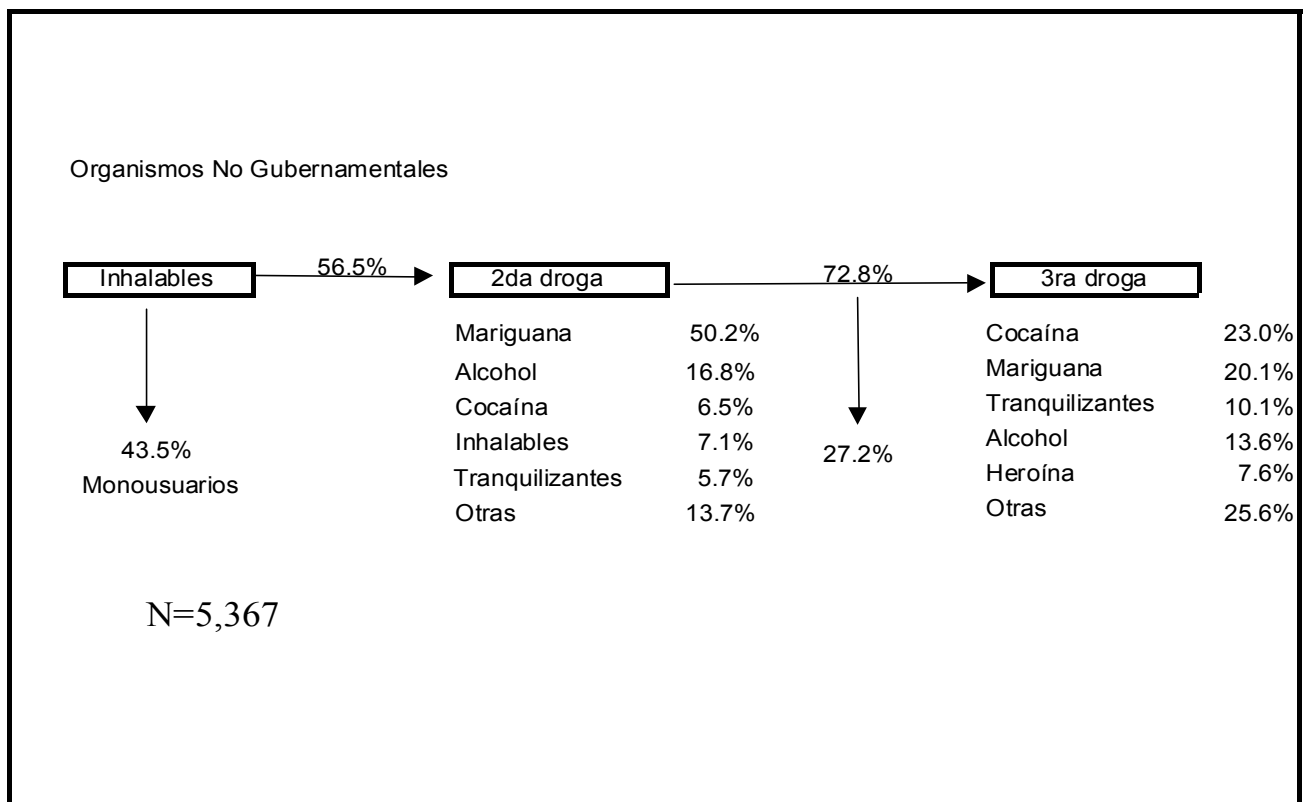 Organismos No Gubernamentales
Inhalables 56.5% 2da droga 72.8% 3ra droga
43.5%
Monousuarios
Mariguana 50.2%
Alcohol 16.8%
Cocaína 6.5%
Inhalables 7.1%
Tranquilizantes 5.7%
Otras 13.7%
27.2%
Cocaína 23.0%
Mariguana 20.1%
Tranquilizantes 10.1%
Alcohol 13.6%
Heroína 7.6%
Otras 25.6%
N=5,367